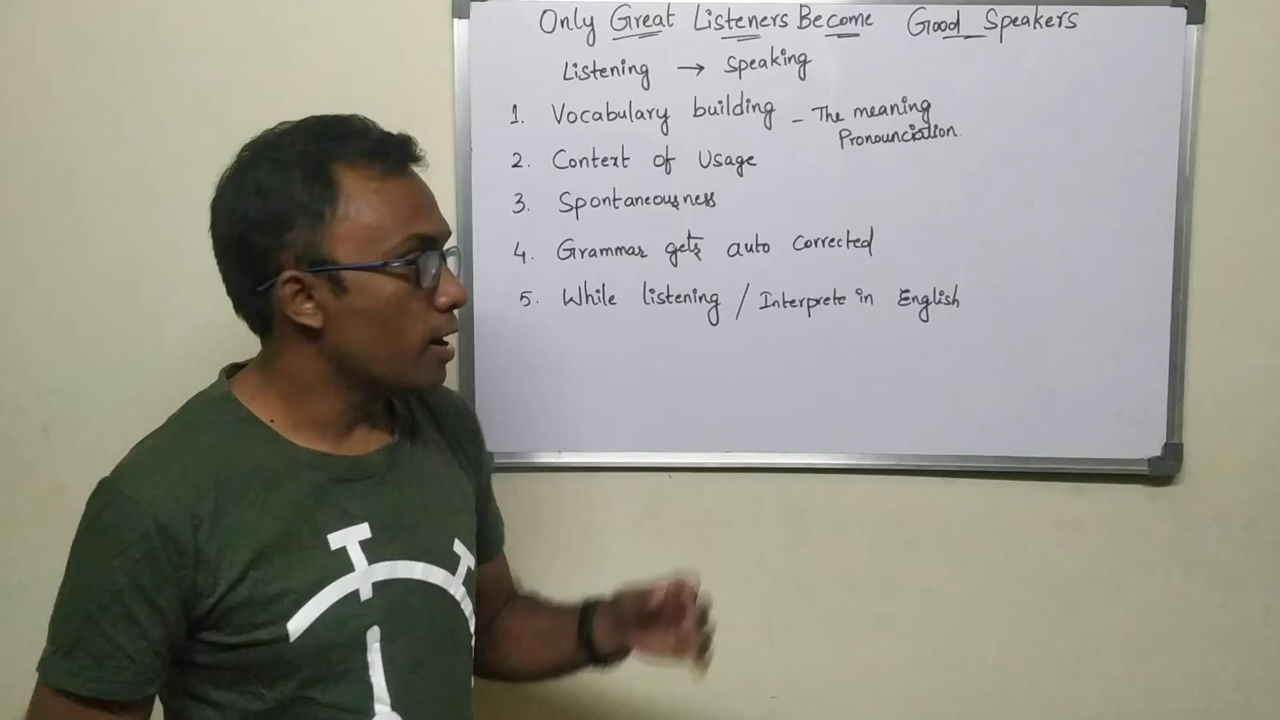 Only Great Listeners Become Good Speakers
Listening → Speaking
1. Vocabulary building - The meaning
Pronounciation.
2. Context of Usage
3. Spontaneousness
4. Grammar gets auto corrected
5. While listening / Interprete in English